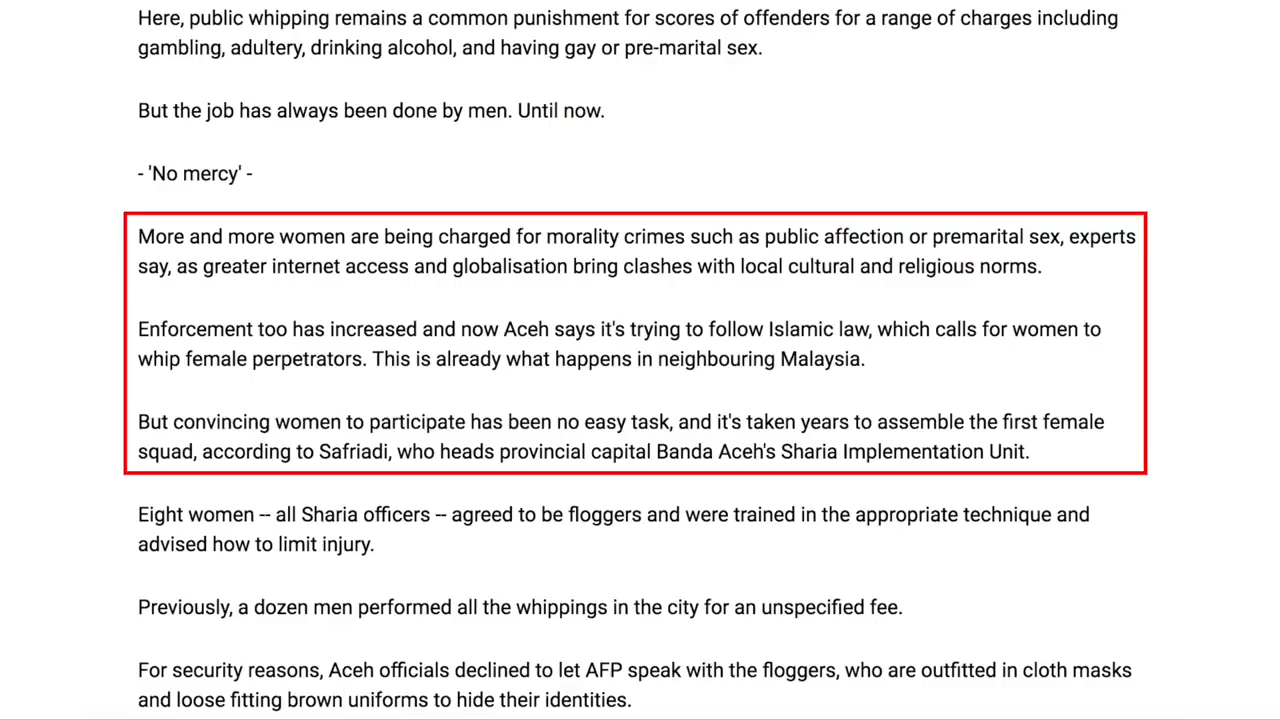 Here, public whipping remains a common punishment for scores of offenders for a range of charges including
gambling, adultery, drinking alcohol, and having gay or pre-marital sex.
But the job has always been done by men. Until now.
- 'No mercy' -
More and more women are being charged for morality crimes such as public affection or premarital sex, experts
say, as greater internet access and globalisation bring clashes with local cultural and religious norms.
Enforcement too has increased and now Aceh says it's trying to follow Islamic law, which calls for women to
whip female perpetrators. This is already what happens in neighbouring Malaysia.
But convincing women to participate has been no easy task, and it's taken years to assemble the first female
squad, according to Safriadi, who heads provincial capital Banda Aceh's Sharia Implementation Unit.
Eight women -- all Sharia officers -- agreed to be floggers and were trained in the appropriate technique and
advised how to limit injury.
Previously, a dozen men performed all the whippings in the city for an unspecified fee.
For security reasons, Aceh officials declined to let AFP speak with the floggers, who are outfitted in cloth masks
and loose fitting brown uniforms to hide their identities.